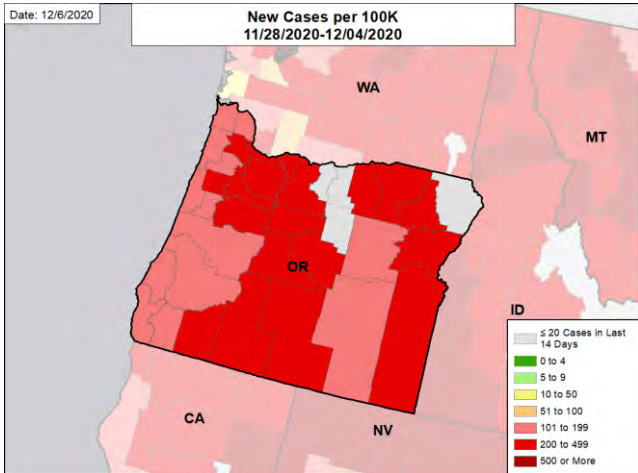 Date: 12/6/2020
New Cases per 100K
11/28/2020-12/04/2020
WA
MT
OR
ID
CA
NV
≤ 20 Cases in Last
14 Days
0 to 4
5 to 9
10 to 50
51 to 100
101 to 199
200 to 499
500 or More